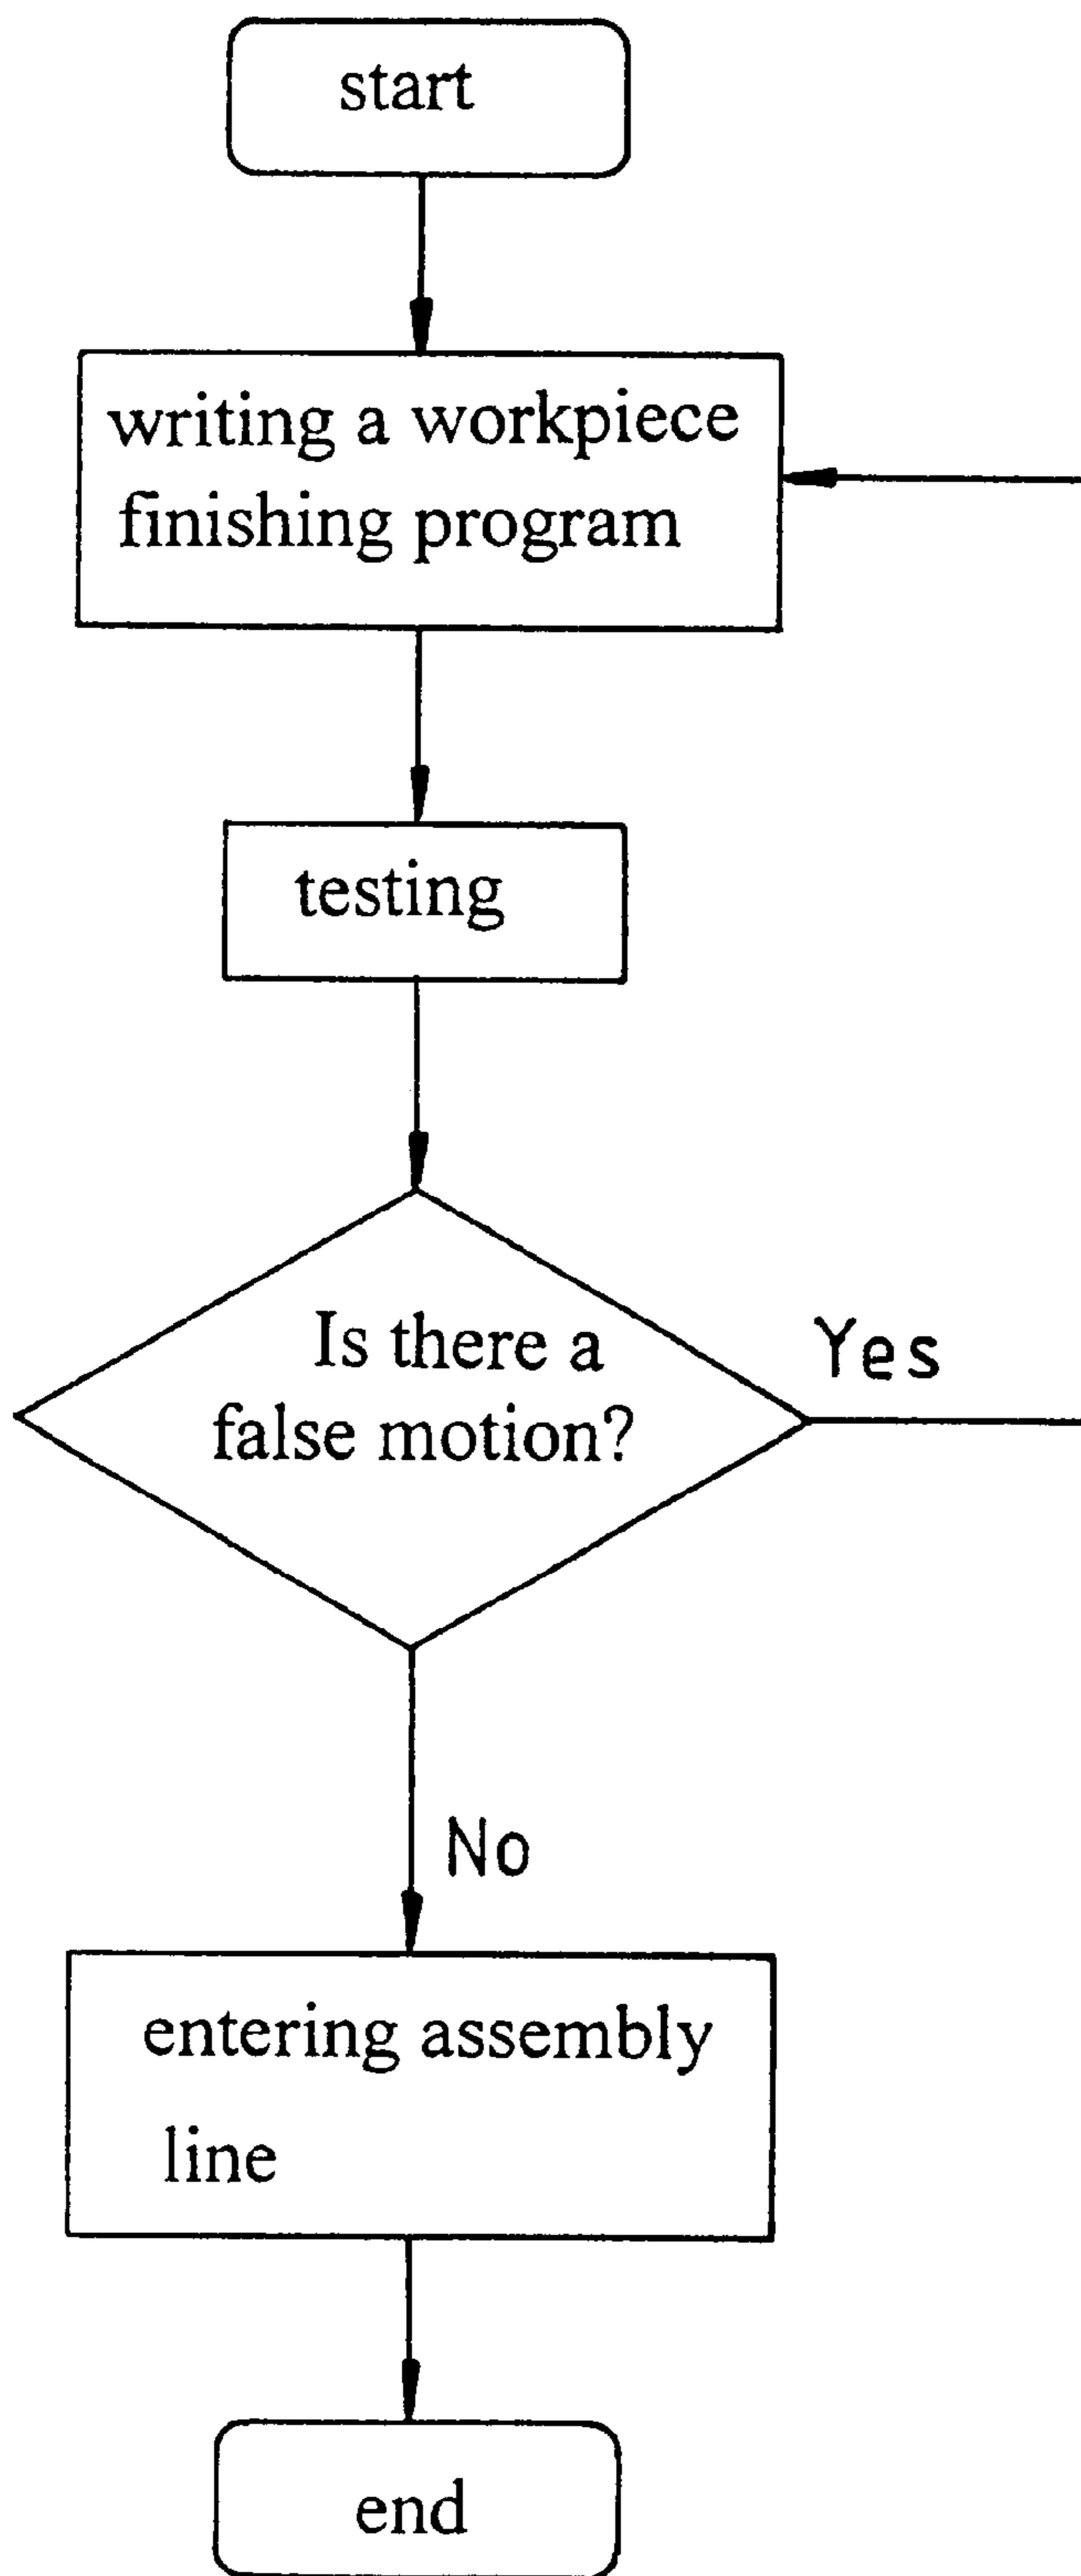 start
writing a workpiece
finishing program
testing
Is there a
false motion?
Yes
No
entering assembly
line
end